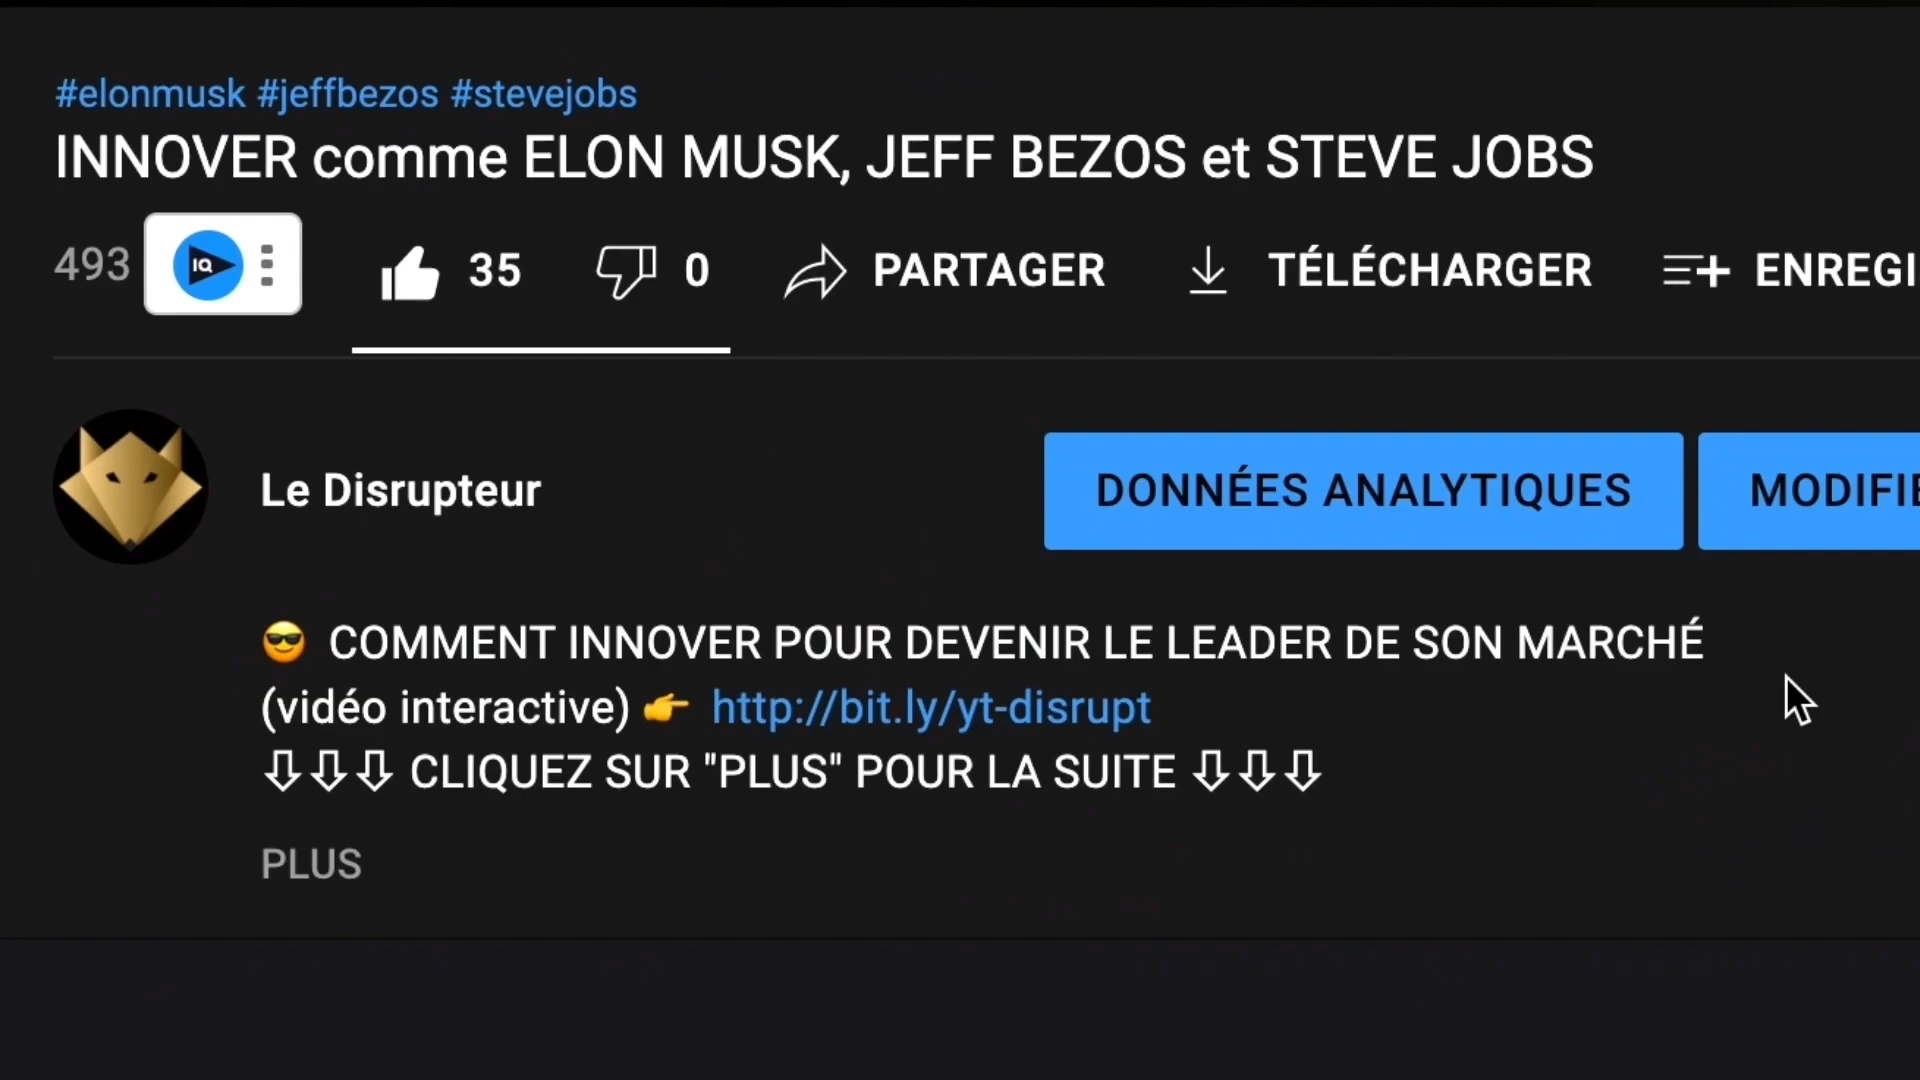 #elonmusk #jeffbezos #stevejobs
INNOVER comme ELON MUSK, JEFF BEZOS et STEVE JOBS
493 IQ 35 0 PARTAGER TÉLÉCHARGER ENREGI
Le Disrupteur
DONNÉES ANALYTIQUES MODIFIE
😎 COMMENT INNOVER POUR DEVENIR LE LEADER DE SON MARCHÉ
(vidéo interactive) 👉 http://bit.ly/yt-disrupt
⇩⇩⇩ CLIQUEZ SUR "PLUS" POUR LA SUITE ⇩⇩⇩
PLUS